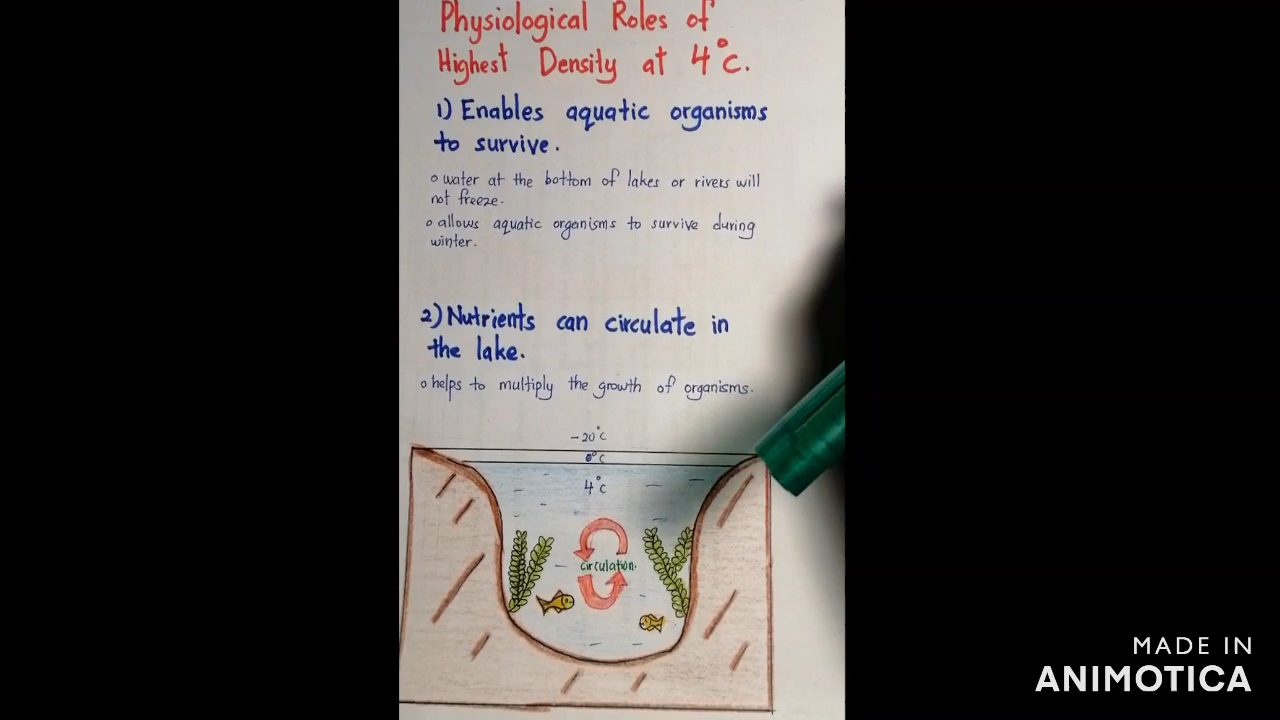 Physiological Roles of
Highest Density at 4°C.
1) Enables aquatic organisms
to survive.
o water at the bottom of lakes or rivers will
not freeze.
o allows aquatic organisms to survive during
winter.
2) Nutrients can circulate in
the lake.
o helps to multiply the growth of organisms.
-20°C
0°C
4°C
circulation.
MADE IN
ANIMOTICA